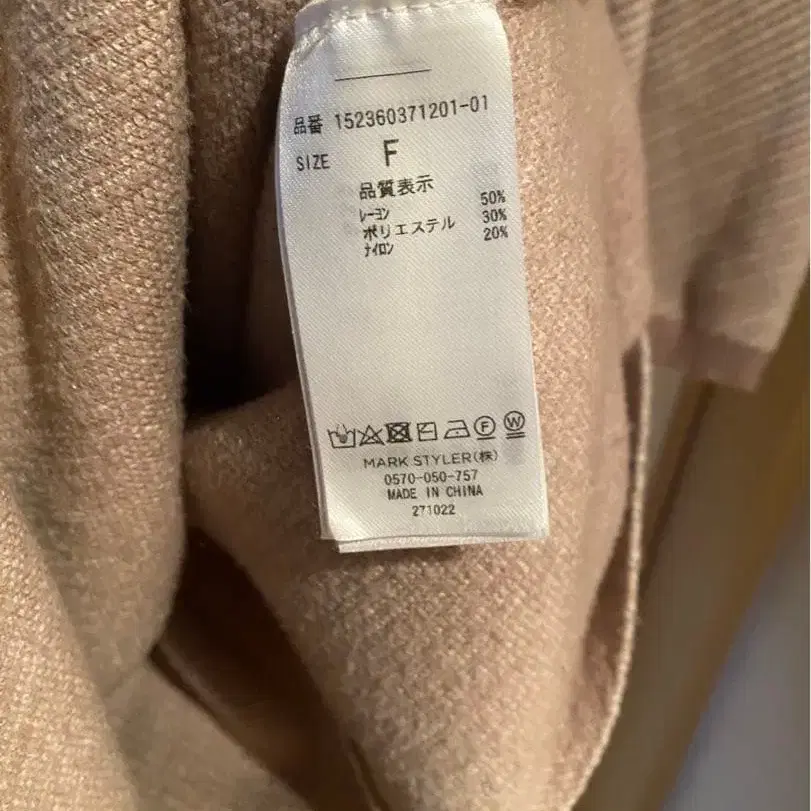 品番 152360371201-01
SIZE F
品質表示
ﾚｰﾖﾝ 50%
ポリエステル 30%
ﾅｲﾛﾝ 20%
F W
MARK STYLER(株)
0570-050-757
MADE IN CHINA
271022